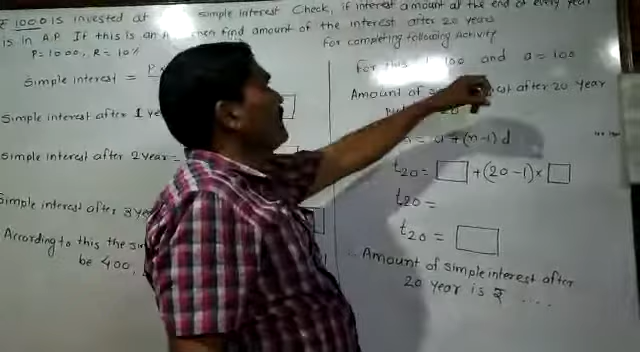 ₹ 1000 is invested at simple interest Check, if interest amount at the end of every year
is in A.P. If this is an then find amount of the interest after 20 years
for completing following activity
P=1000, R=10%
Simple interest = P
Simple interest after 1 ye
Simple interest after 2 year =
Simple interest after 3 ye
According to this the sim
be 400,
For this 100 and a = 100
Amount of s est after 20 year
= a + (n-1) d
t20 = + (20-1) ×
t20 =
t20 =
Amount of simple interest after
20 year is ₹ ....